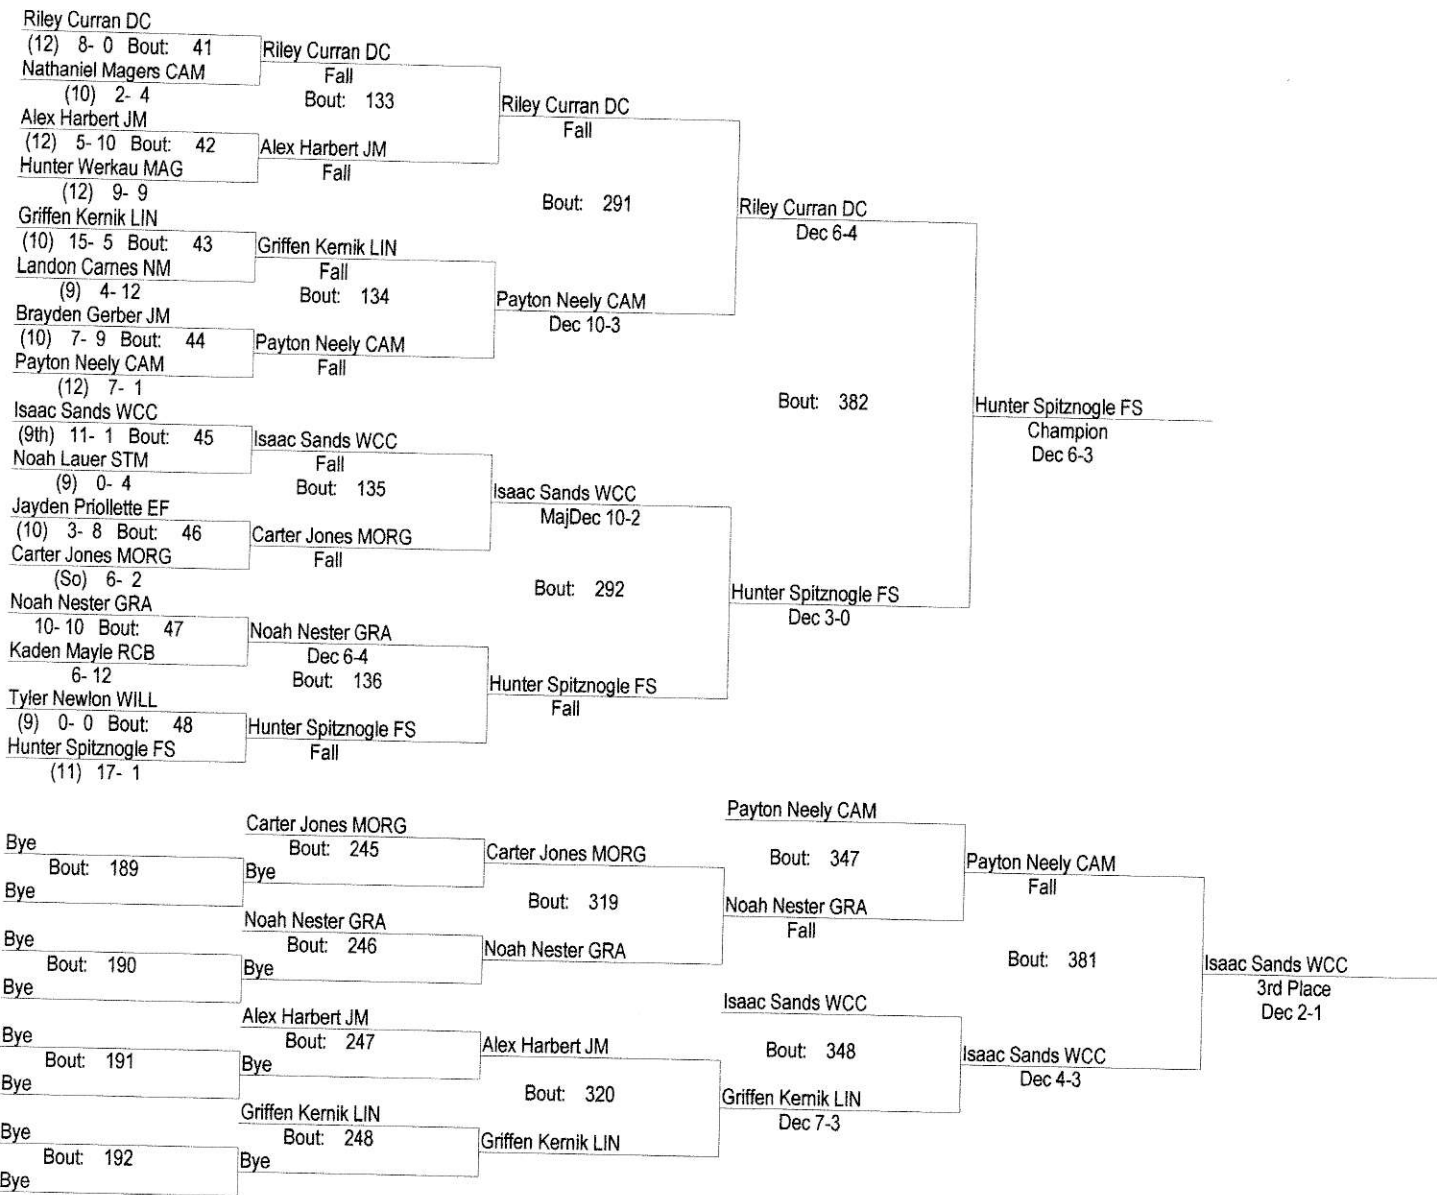 Riley Curran DC
(12) 8- 0 Bout: 41
Nathaniel Magers CAM
(10) 2- 4
Alex Harbert JM
(12) 5- 10 Bout: 42
Hunter Werkau MAG
(12) 9- 9
Griffen Kernik LIN
(10) 15- 5 Bout: 43
Landon Carnes NM
(9) 4- 12
Brayden Gerber JM
(10) 7- 9 Bout: 44
Payton Neely CAM
(12) 7- 1
Isaac Sands WCC
(9th) 11- 1 Bout: 45
Noah Lauer STM
(9) 0- 4
Jayden Priollette EF
(10) 3- 8 Bout: 46
Carter Jones MORG
(So) 6- 2
Noah Nester GRA
10- 10 Bout: 47
Kaden Mayle RCB
6- 12
Tyler Newlon WILL
(9) 0- 0 Bout: 48
Hunter Spitznogle FS
(11) 17- 1
Riley Curran DC
Fall
Bout: 133
Alex Harbert JM
Fall
Griffen Kernik LIN
Fall
Bout: 134
Payton Neely CAM
Fall
Isaac Sands WCC
Fall
Bout: 135
Carter Jones MORG
Fall
Noah Nester GRA
Dec 6-4
Bout: 136
Hunter Spitznogle FS
Fall
Riley Curran DC
Fall
Bout: 291
Payton Neely CAM
Dec 10-3
Isaac Sands WCC
MajDec 10-2
Bout: 292
Hunter Spitznogle FS
Fall
Riley Curran DC
Dec 6-4
Bout: 382
Hunter Spitznogle FS
Dec 3-0
Hunter Spitznogle FS
Champion
Dec 6-3
Bye
Bout: 189
Bye
Bye
Bout: 190
Bye
Bye
Bout: 191
Bye
Bye
Bout: 192
Bye
Carter Jones MORG
Bout: 245
Bye
Noah Nester GRA
Bout: 246
Bye
Alex Harbert JM
Bout: 247
Bye
Griffen Kernik LIN
Bout: 248
Bye
Carter Jones MORG
Bout: 319
Noah Nester GRA
Alex Harbert JM
Bout: 320
Griffen Kernik LIN
Payton Neely CAM
Bout: 347
Noah Nester GRA
Fall
Isaac Sands WCC
Bout: 348
Griffen Kernik LIN
Dec 7-3
Payton Neely CAM
Fall
Bout: 381
Isaac Sands WCC
Dec 4-3
Isaac Sands WCC
3rd Place
Dec 2-1